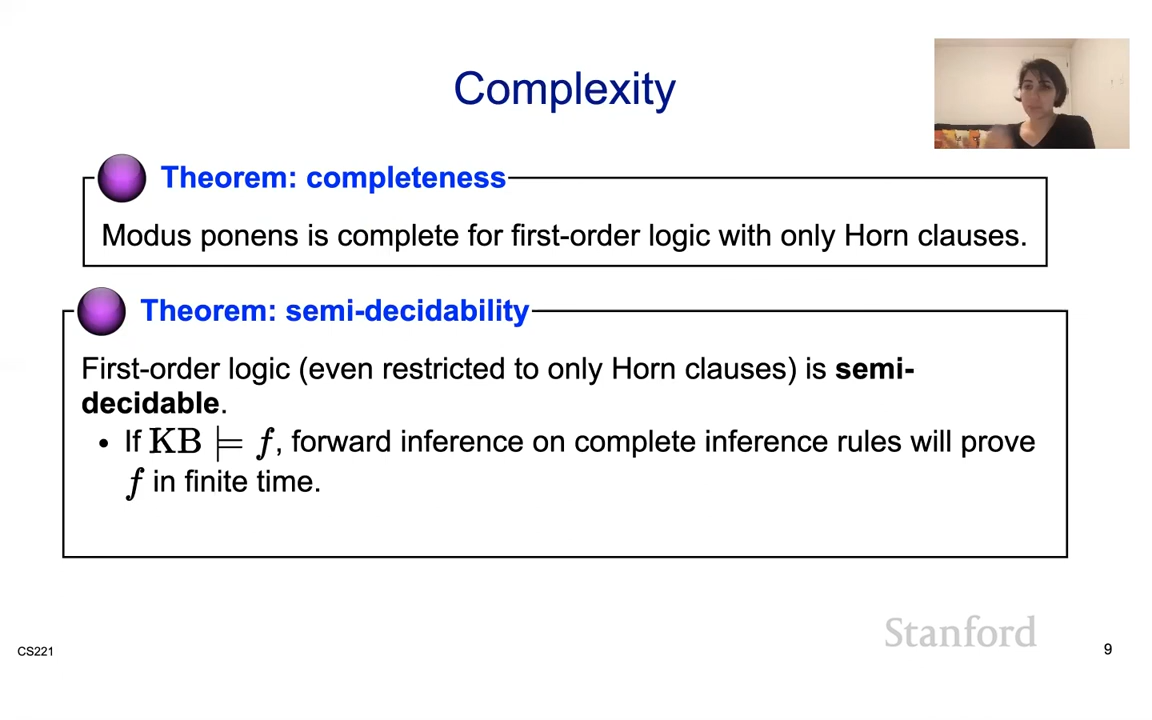 Complexity
Theorem: completeness
Modus ponens is complete for first-order logic with only Horn clauses.
Theorem: semi-decidability
First-order logic (even restricted to only Horn clauses) is semi-
decidable.
• If KB ⊨ f, forward inference on complete inference rules will prove
f in finite time.
Stanford
CS221
9